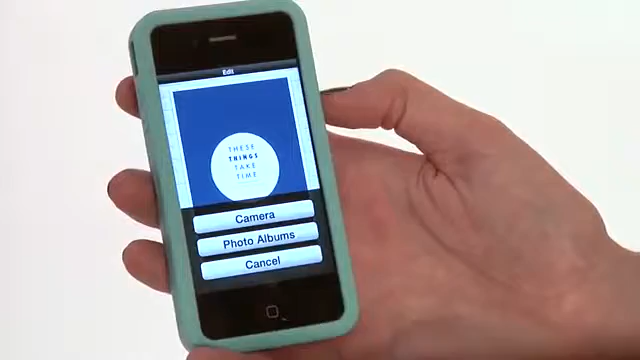 Edit
THESE
THINGS
TAKE
TIME
Camera
Photo Albums
Cancel